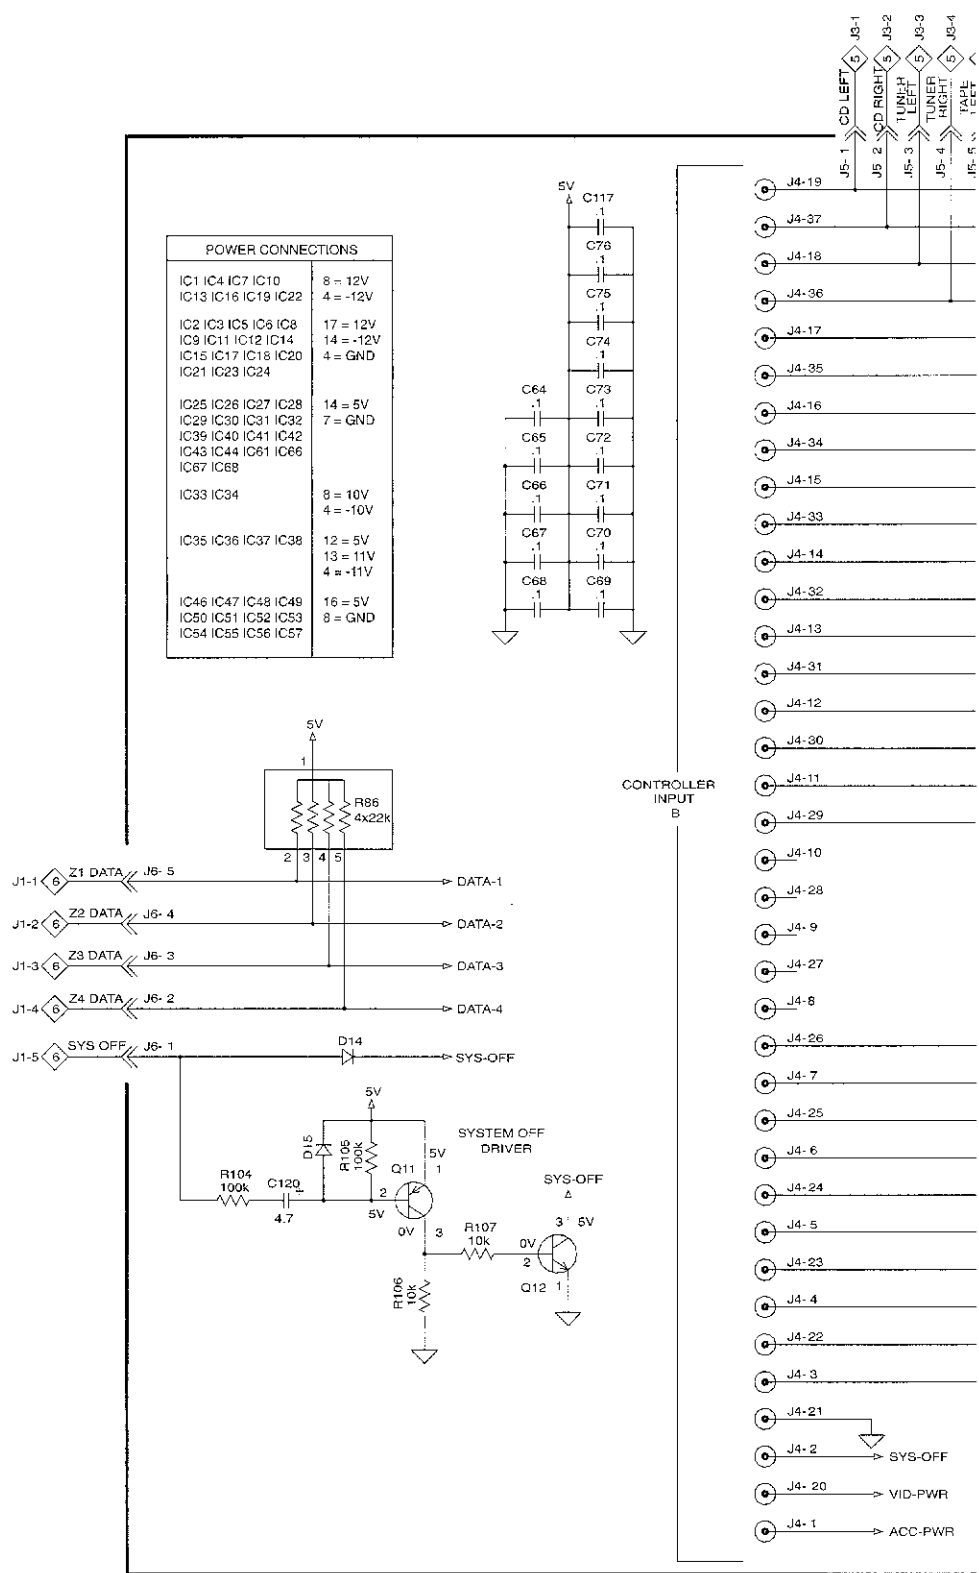 J3-1
J3-2
J3-3
J3-4
5
5
5
5
CD LEFT
CD RIGHT
TUNER LEFT
TUNER RIGHT
TAPE LEFT
J5- 1
J5 2
J5- 3
J5- 4
J5- 5
POWER CONNECTIONS
IC1 IC4 IC7 IC10 8 = 12V
IC13 IC16 IC19 IC22 4 = -12V
IC2 IC3 IC5 IC6 IC8 17 = 12V
IC9 IC11 IC12 IC14 14 = -12V
IC15 IC17 IC18 IC20 4 = GND
IC21 IC23 IC24
IC25 IC26 IC27 IC28 14 = 5V
IC29 IC30 IC31 IC32 7 = GND
IC39 IC40 IC41 IC42
IC43 IC44 IC61 IC66
IC67 IC68
IC33 IC34 8 = 10V
4 = -10V
IC35 IC36 IC37 IC38 12 = 5V
13 = 11V
4 = -11V
IC46 IC47 IC48 IC49 16 = 5V
IC50 IC51 IC52 IC53 8 = GND
IC54 IC55 IC56 IC57
5V
C117
.1
C76
.1
C75
.1
C74
.1
C64 C73
.1 .1
C65 C72
.1 .1
C66 C71
.1 .1
C67 C70
.1 .1
C68 C69
.1 .1
5V
1
R86
4x22k
2 3 4 5
J1-1 6 Z1 DATA J6- 5 DATA-1
J1-2 6 Z2 DATA J6- 4 DATA-2
J1-3 6 Z3 DATA J6- 3 DATA-3
J1-4 6 Z4 DATA J6- 2 DATA-4
J1-5 6 SYS OFF J6- 1 D14 SYS-OFF
5V
SYSTEM OFF
DRIVER
D15
R105
100k
5V
1
Q11
R104
100k
C120
+
4.7
2
5V
0V
3
R106
10k
R107
10k
SYS-OFF
3 5V
0V
2
Q12 1
CONTROLLER
INPUT
B
J4-19
J4-37
J4-18
J4-36
J4-17
J4-35
J4-16
J4-34
J4-15
J4-33
J4-14
J4-32
J4-13
J4-31
J4-12
J4-30
J4-11
J4-29
J4-10
J4-28
J4- 9
J4-27
J4-8
J4-26
J4- 7
J4-25
J4- 6
J4-24
J4- 5
J4-23
J4- 4
J4-22
J4- 3
J4-21
J4- 2 SYS-OFF
J4- 20 VID-PWR
J4- 1 ACC-PWR